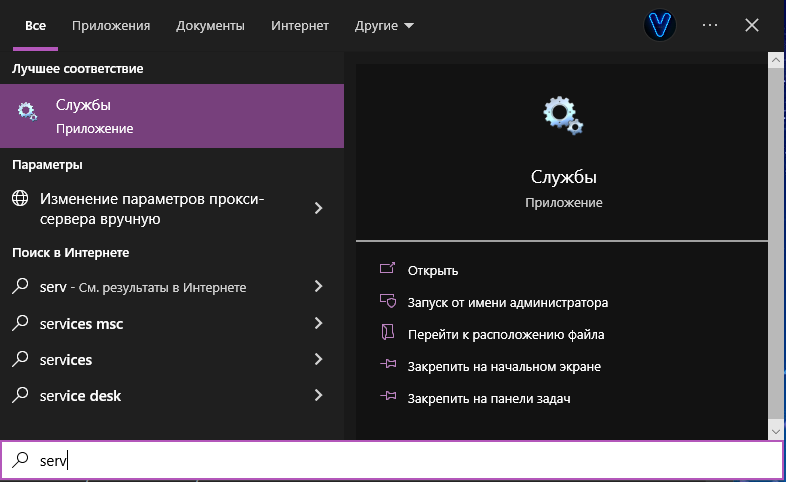 Все Приложения Документы Интернет Другие
Лучшее соответствие
Службы
Приложение
Параметры
Изменение параметров прокси-
сервера вручную
Поиск в Интернете
serv - См. результаты в Интернете
services msc
services
service desk
Службы
Приложение
Открыть
Запуск от имени администратора
Перейти к расположению файла
Закрепить на начальном экране
Закрепить на панели задач
serv